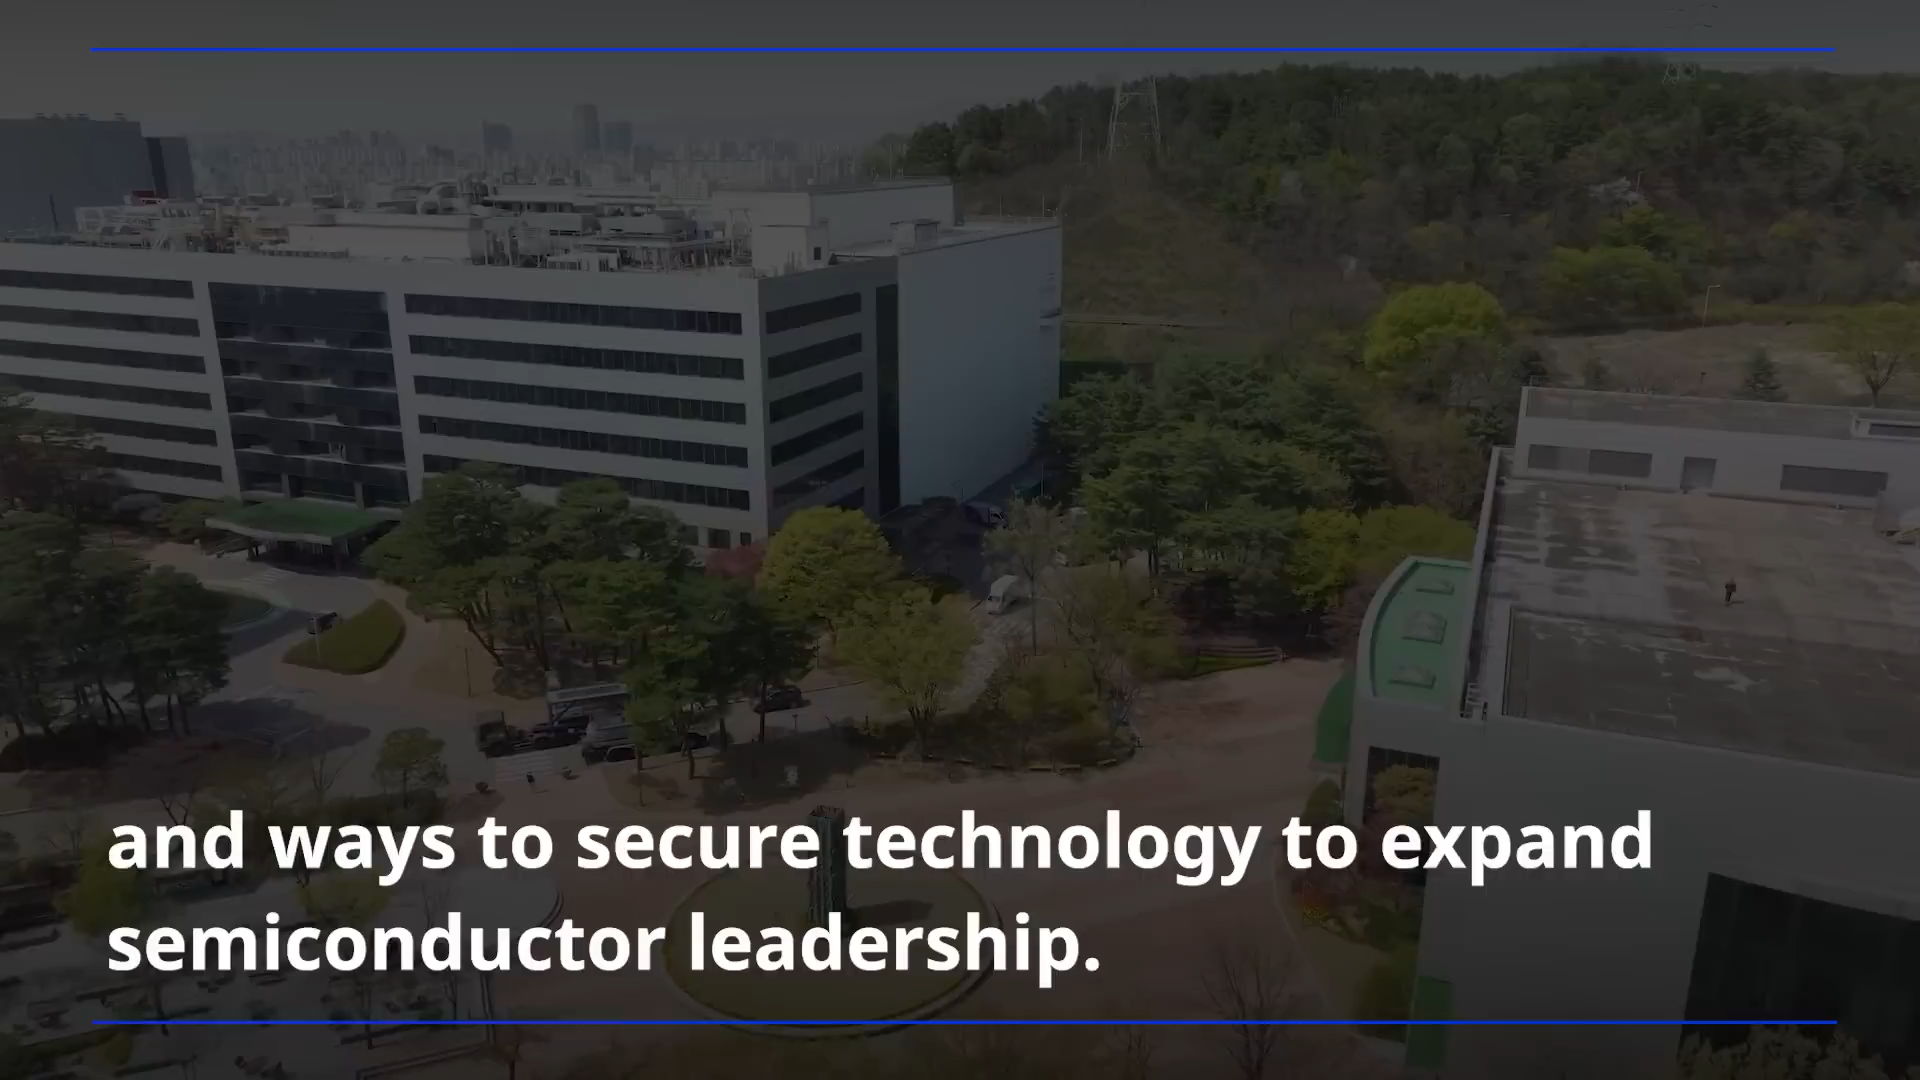 and ways to secure technology to expand
semiconductor leadership.